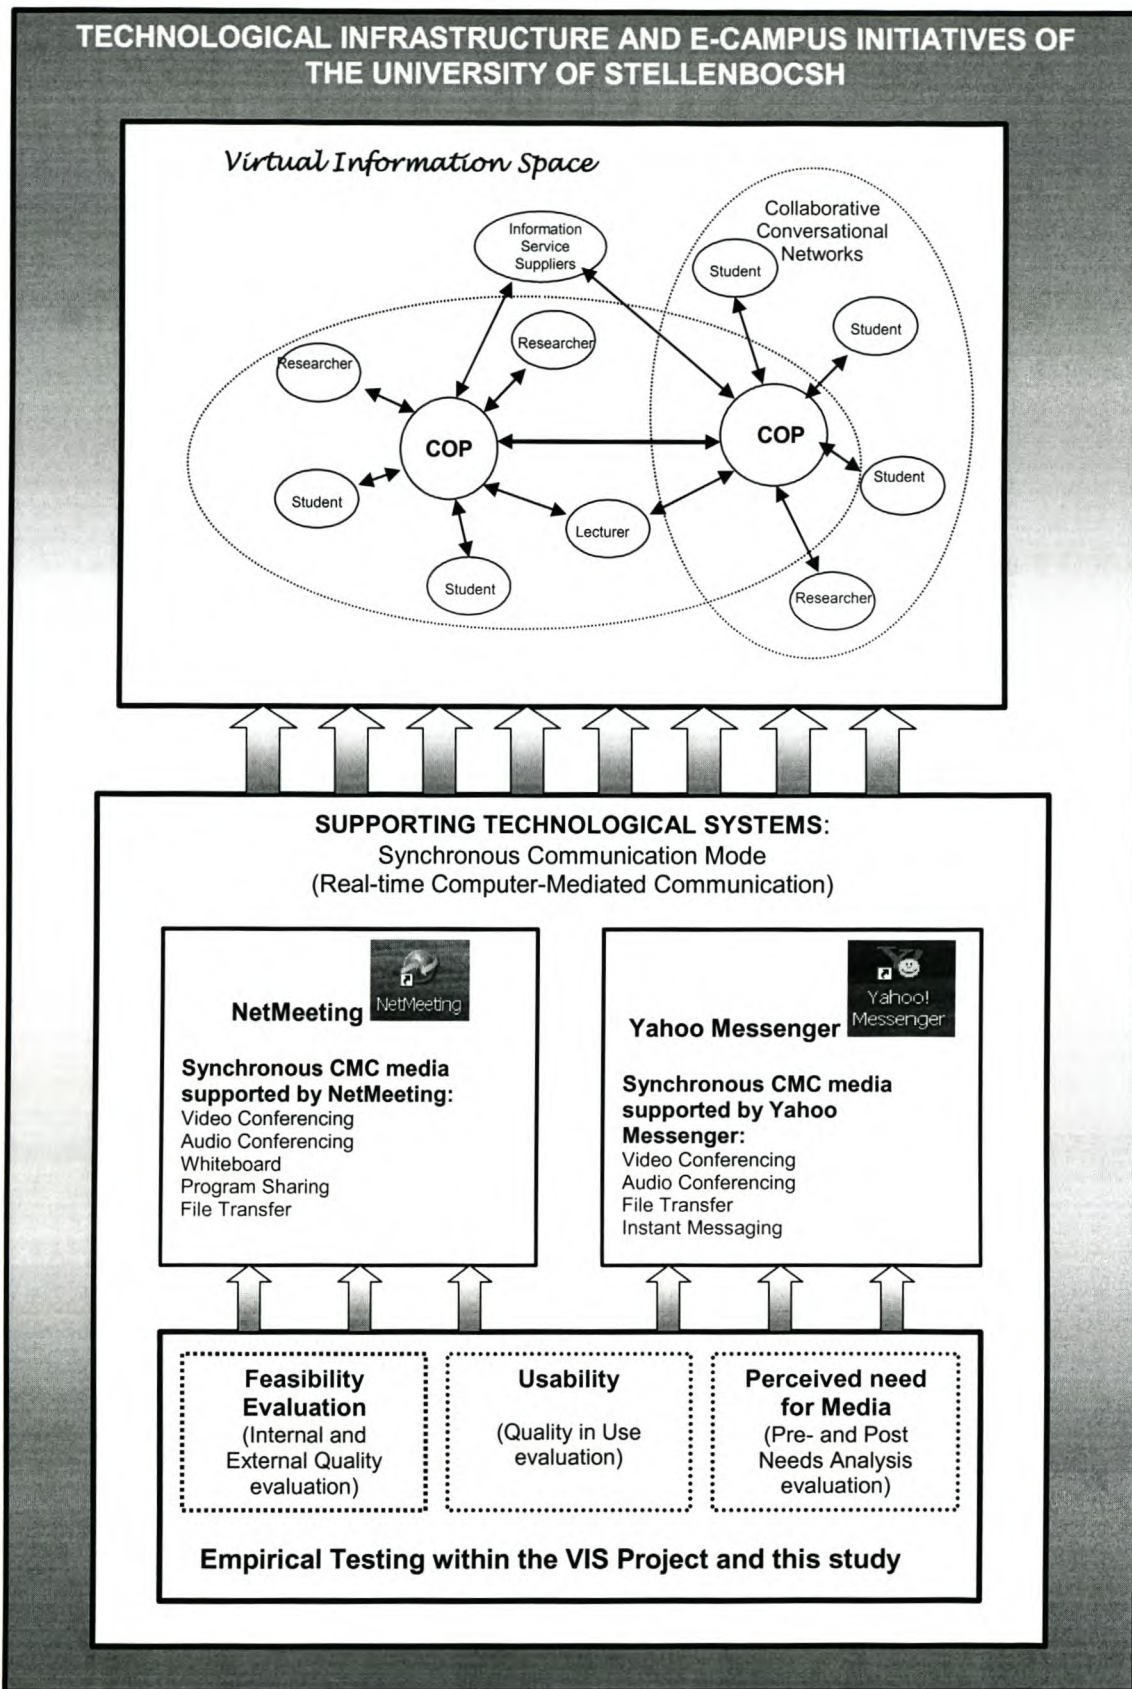 TECHNOLOGICAL INFRASTRUCTURE AND E-CAMPUS INITIATIVES OF
THE UNIVERSITY OF STELLENBOCSH
Virtual Information Space
Collaborative
Conversational
Networks
Information
Service
Suppliers
Student
Student
Researcher
Researcher
COP
COP
Student
Student
Lecturer
Student
Researcher
SUPPORTING TECHNOLOGICAL SYSTEMS:
Synchronous Communication Mode
(Real-time Computer-Mediated Communication)
NetMeeting
NetMeeting
Synchronous CMC media
supported by NetMeeting:
Video Conferencing
Audio Conferencing
Whiteboard
Program Sharing
File Transfer
Yahoo Messenger
Yahoo!
Messenger
Synchronous CMC media
supported by Yahoo
Messenger:
Video Conferencing
Audio Conferencing
File Transfer
Instant Messaging
Feasibility
Evaluation
(Internal and
External Quality
evaluation)
Usability
(Quality in Use
evaluation)
Perceived need
for Media
(Pre- and Post
Needs Analysis
evaluation)
Empirical Testing within the VIS Project and this study